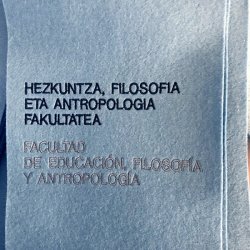 HEZKUNTZA, FILOSOFIA
ETA ANTROPOLOGIA
FAKULTATEA
FACULTAD
DE EDUCACIÓN, FILOSOFÍA
Y ANTROPOLOGÍA